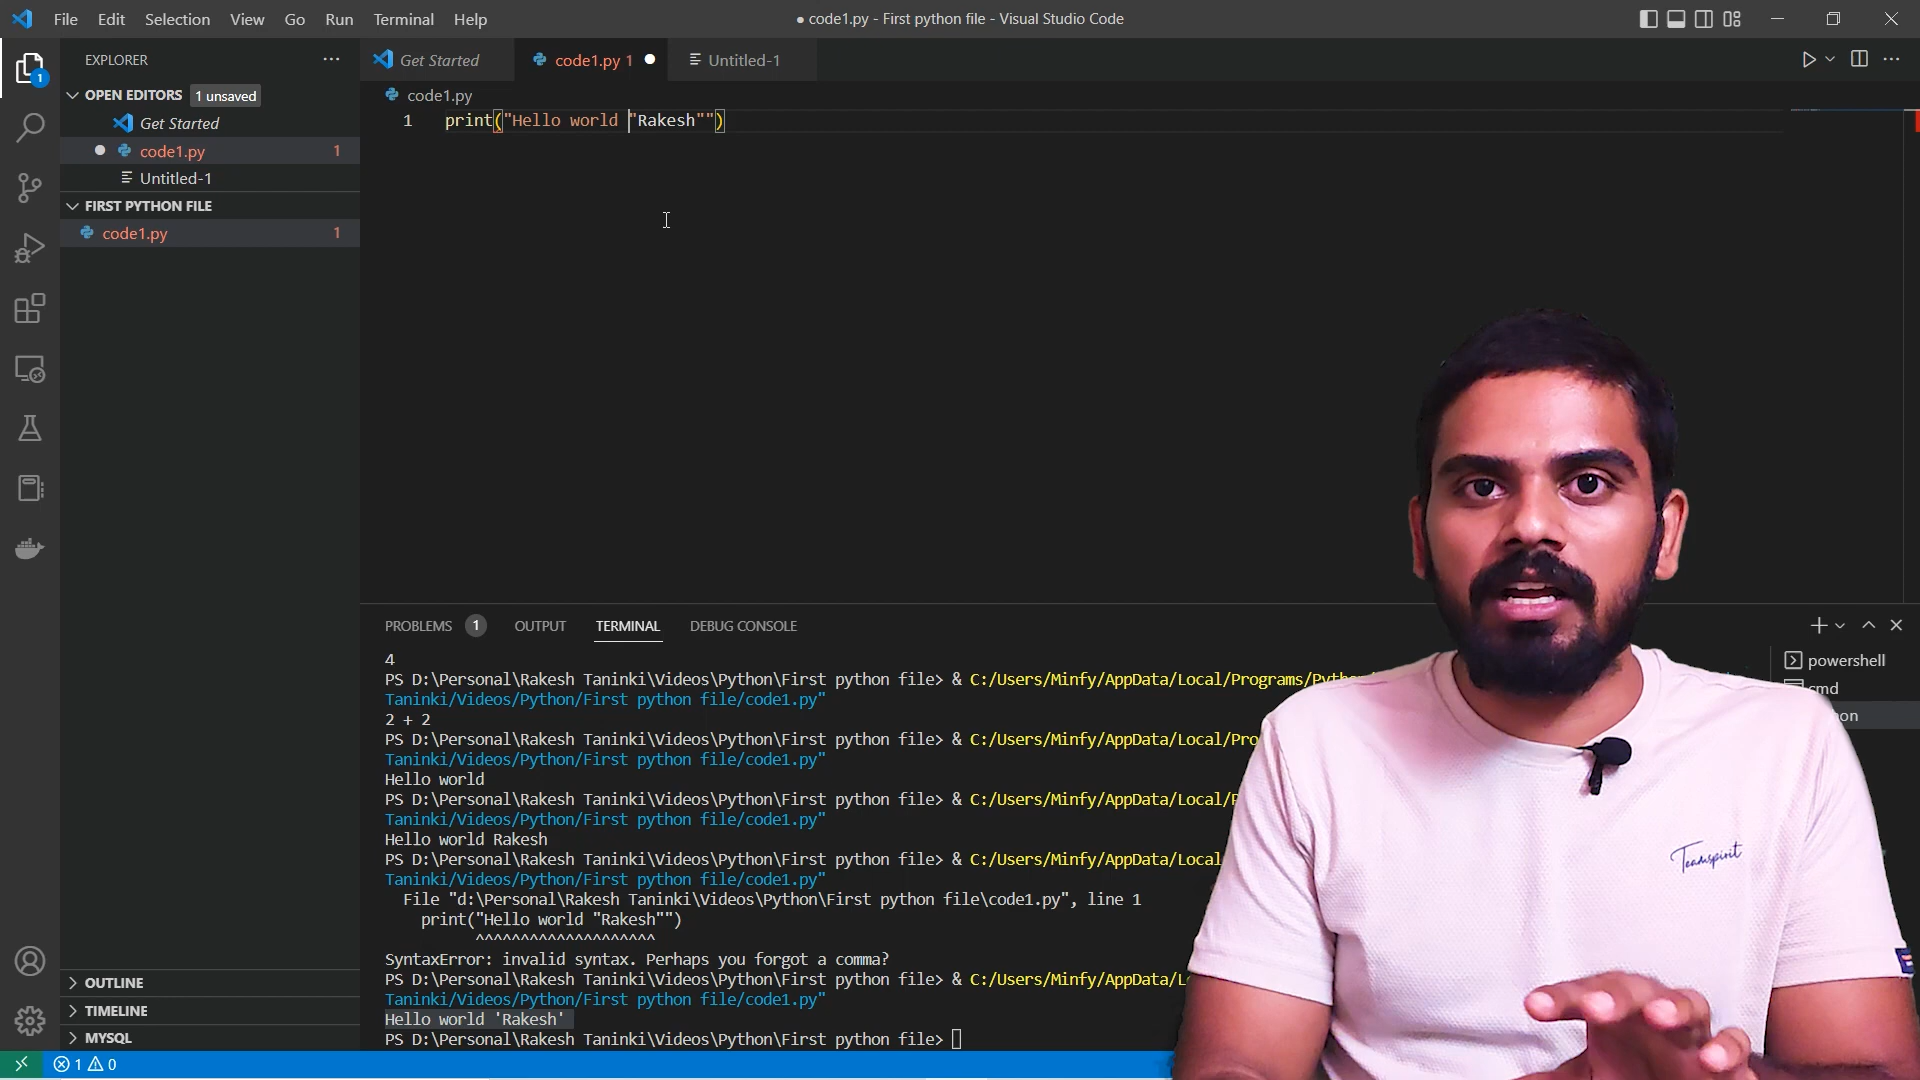 File Edit Selection View Go Run Terminal Help
● code1.py - First python file - Visual Studio Code
EXPLORER
Get Started
code1.py 1
Untitled-1
OPEN EDITORS 1 unsaved
Get Started
code1.py 1
Untitled-1
FIRST PYTHON FILE
code1.py 1
1
code1.py
1 print("Hello world "Rakesh"")
PROBLEMS 1 OUTPUT TERMINAL DEBUG CONSOLE
4
PS D:\Personal\Rakesh Taninki\Videos\Python\First python file> & C:/Users/Minfy/AppData/Local/Programs/
Taninki/Videos/Python/First python file/code1.py"
2 + 2
PS D:\Personal\Rakesh Taninki\Videos\Python\First python file> & C:/Users/Minfy/AppData/Local/Pro
Taninki/Videos/Python/First python file/code1.py"
Hello world
PS D:\Personal\Rakesh Taninki\Videos\Python\First python file> & C:/Users/Minfy/AppData/Local/
Taninki/Videos/Python/First python file/code1.py"
Hello world Rakesh
PS D:\Personal\Rakesh Taninki\Videos\Python\First python file> & C:/Users/Minfy/AppData/Local
Taninki/Videos/Python/First python file/code1.py"
File "d:\Personal\Rakesh Taninki\Videos\Python\First python file\code1.py", line 1
print("Hello world "Rakesh"")
^^^^^^^^^^^^^^^^^^^^
SyntaxError: invalid syntax. Perhaps you forgot a comma?
PS D:\Personal\Rakesh Taninki\Videos\Python\First python file> & C:/Users/Minfy/AppData/L
Taninki/Videos/Python/First python file/code1.py"
Hello world 'Rakesh'
PS D:\Personal\Rakesh Taninki\Videos\Python\First python file>
powershell
cmd
Teamspirit
OUTLINE
TIMELINE
MYSQL
1 0